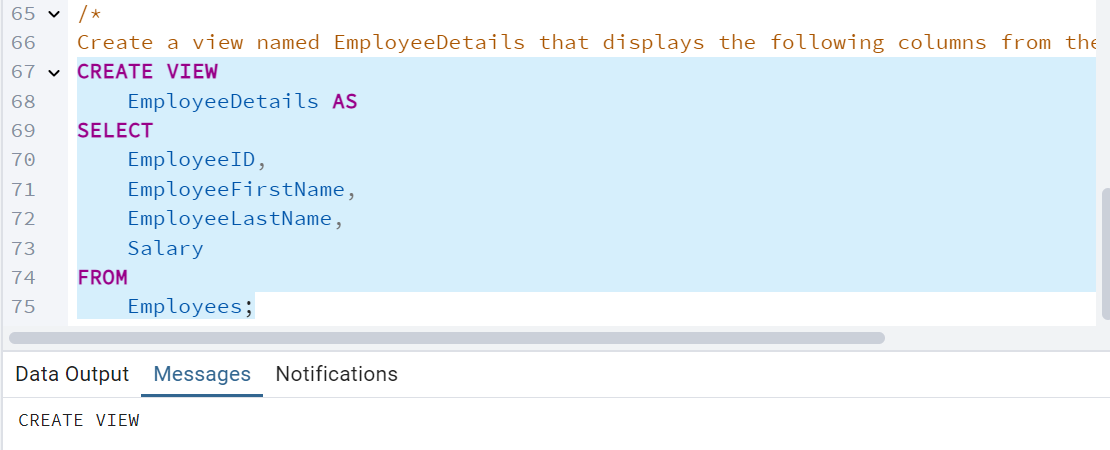 65 /*
66 Create a view named EmployeeDetails that displays the following columns from the
67 CREATE VIEW
68 EmployeeDetails AS
69 SELECT
70 EmployeeID,
71 EmployeeFirstName,
72 EmployeeLastName,
73 Salary
74 FROM
75 Employees;
Data Output Messages Notifications
CREATE VIEW